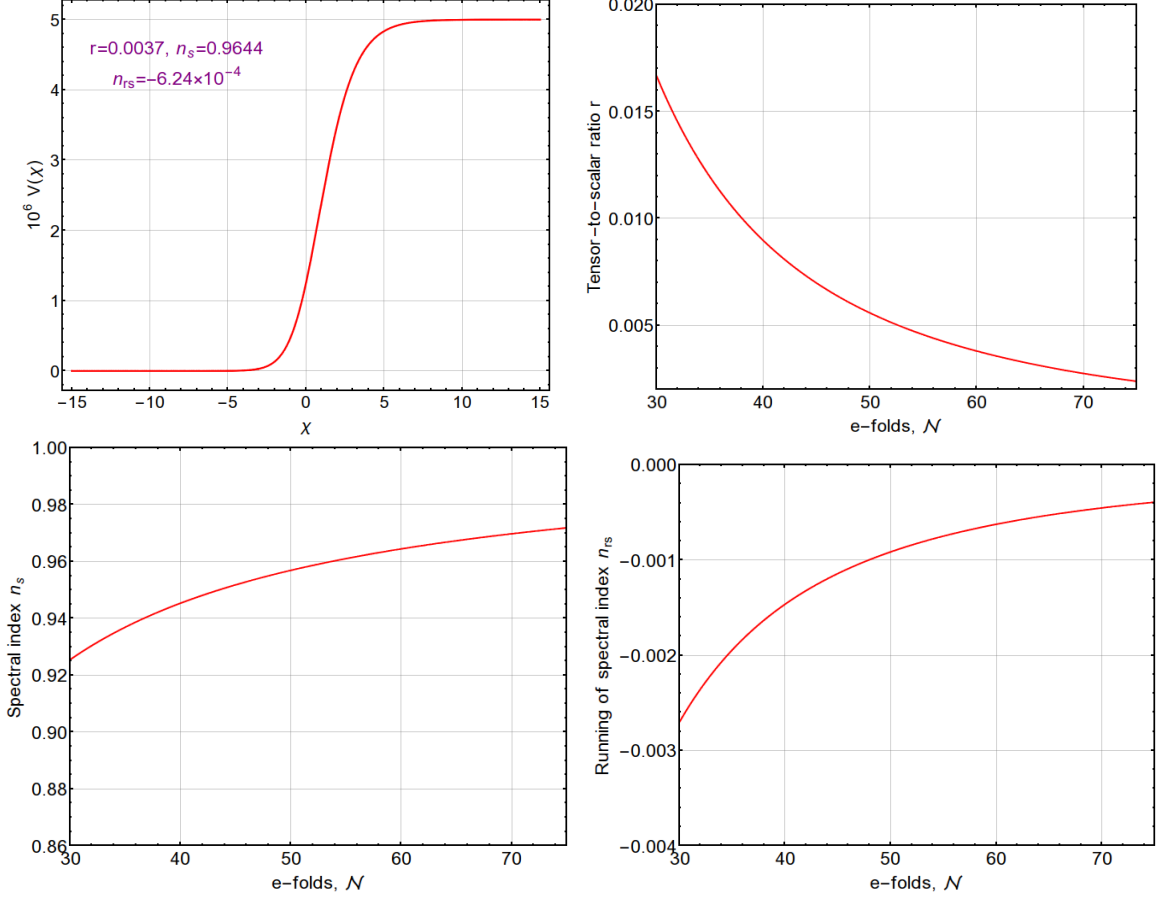 r=0.0037, n_s=0.9644
n_rs=−6.24×10^−4
10^6 V(χ)
5
4
3
2
1
0
−15 −10 −5 0 5 10 15
χ
Tensor−to−scalar ratio r
0.020
0.015
0.010
0.005
30 40 50 60 70
e−folds, 𝒩
Spectral index n_s
1.00
0.98
0.96
0.94
0.92
0.90
0.88
0.86
30 40 50 60 70
e−folds, 𝒩
Running of spectral index n_rs
0.000
−0.001
−0.002
−0.003
−0.004
30 40 50 60 70
e−folds, 𝒩